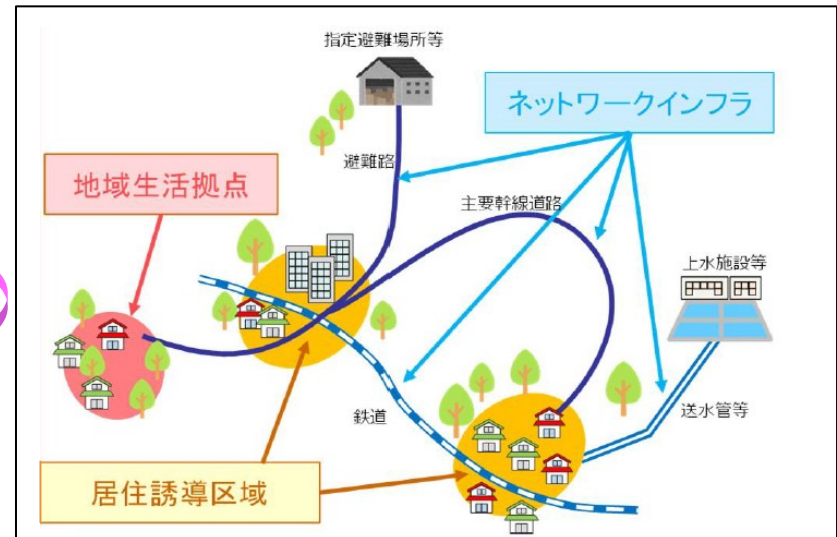 指定避難場所等
ネットワークインフラ
避難路
地域生活拠点
主要幹線道路
上水施設等
鉄道
送水管等
居住誘導区域